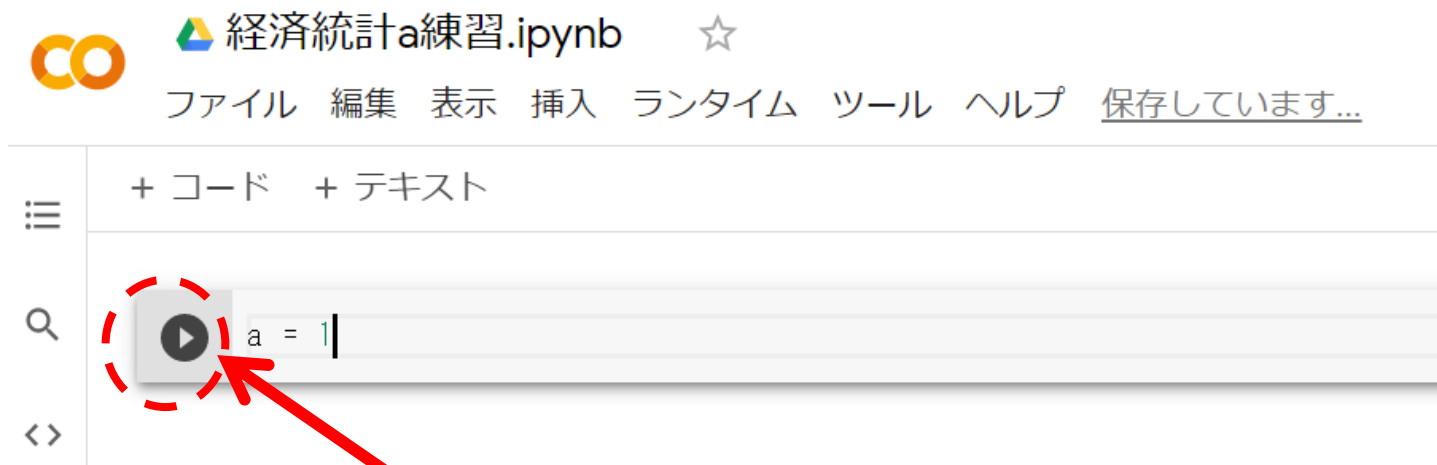 経済統計a練習.ipynb
ファイル 編集 表示 挿入 ランタイム ツール ヘルプ 保存しています...
+ コード + テキスト
a = 1